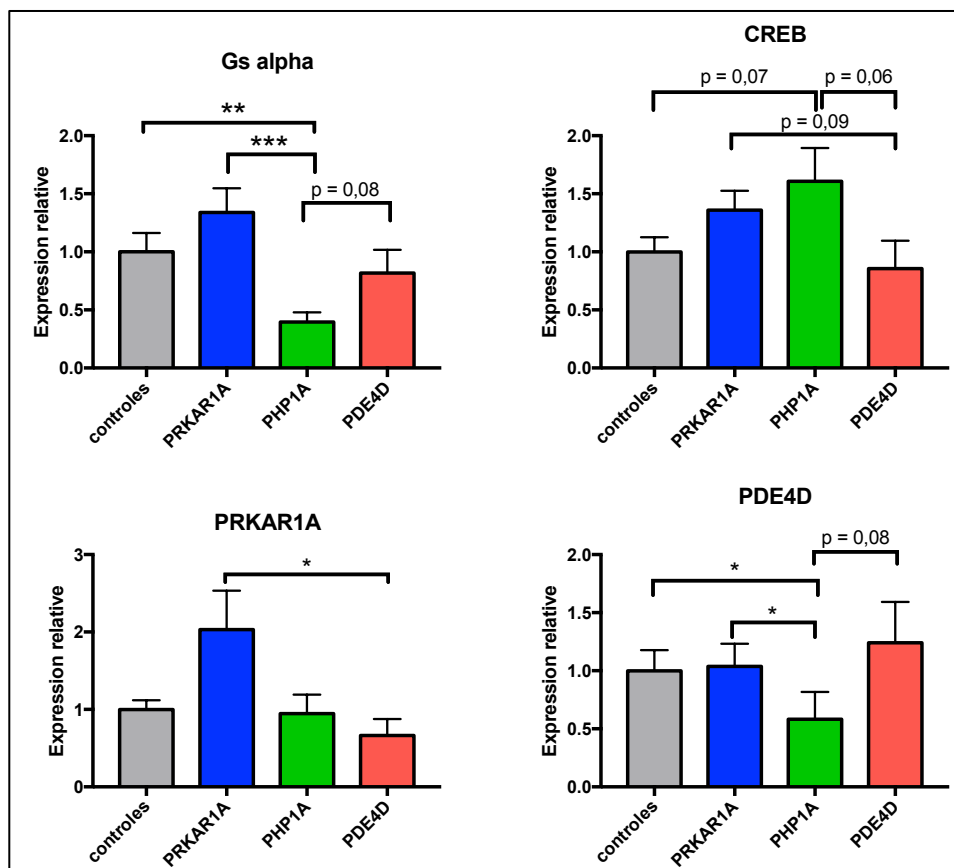 Gs alpha
**
***
p = 0,08
Expression relative
2.0
1.5
1.0
0.5
0.0
controles
PRKAR1A
PHP1A
PDE4D
CREB
p = 0,07
p = 0,06
p = 0,09
Expression relative
2.0
1.5
1.0
0.5
0.0
controles
PRKAR1A
PHP1A
PDE4D
PRKAR1A
*
Expression relative
3
2
1
0
controles
PRKAR1A
PHP1A
PDE4D
PDE4D
p = 0,08
*
*
Expression relative
2.0
1.5
1.0
0.5
0.0
controles
PRKAR1A
PHP1A
PDE4D